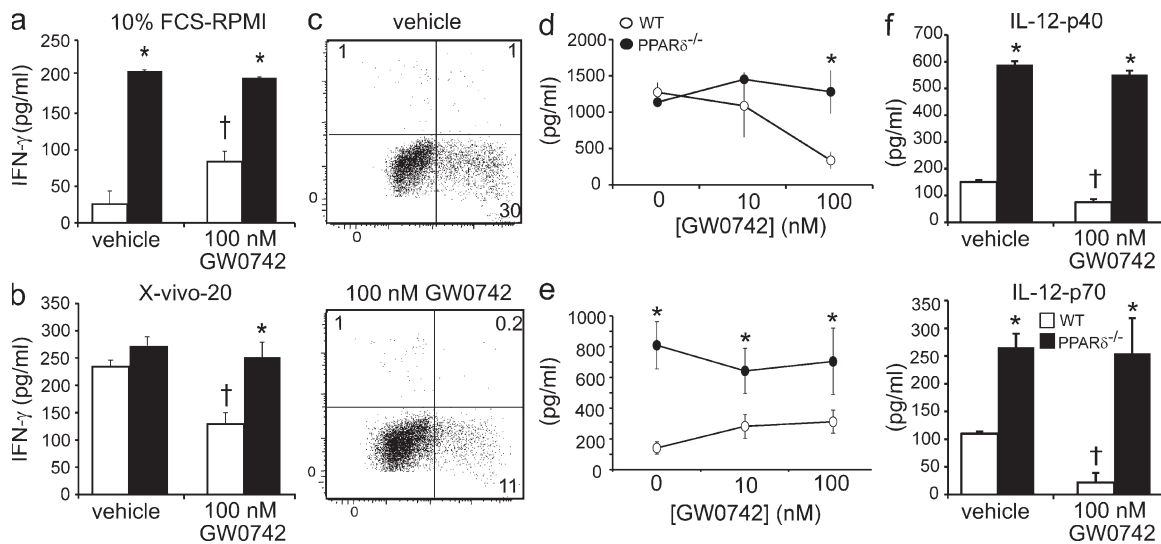 a
10% FCS-RPMI
IFN-γ (pg/ml)
250
200
150
100
50
0
*
*
†
vehicle
100 nM
GW0742
b
X-vivo-20
IFN-γ (pg/ml)
350
300
250
200
150
100
50
0
*
†
vehicle
100 nM
GW0742
c
vehicle
1
1
30
0
0
100 nM GW0742
1
0.2
11
0
0
d
WT
PPARδ-/-
(pg/ml)
2000
1500
1000
500
0
*
0
10
100
[GW0742] (nM)
e
(pg/ml)
1000
800
600
400
200
0
*
*
*
0
10
100
[GW0742] (nM)
f
IL-12-p40
(pg/ml)
700
600
500
400
300
200
100
0
*
*
†
vehicle
100 nM
GW0742
IL-12-p70
WT
PPARδ-/-
(pg/ml)
350
300
250
200
150
100
50
0
*
*
†
vehicle
100 nM
GW0742